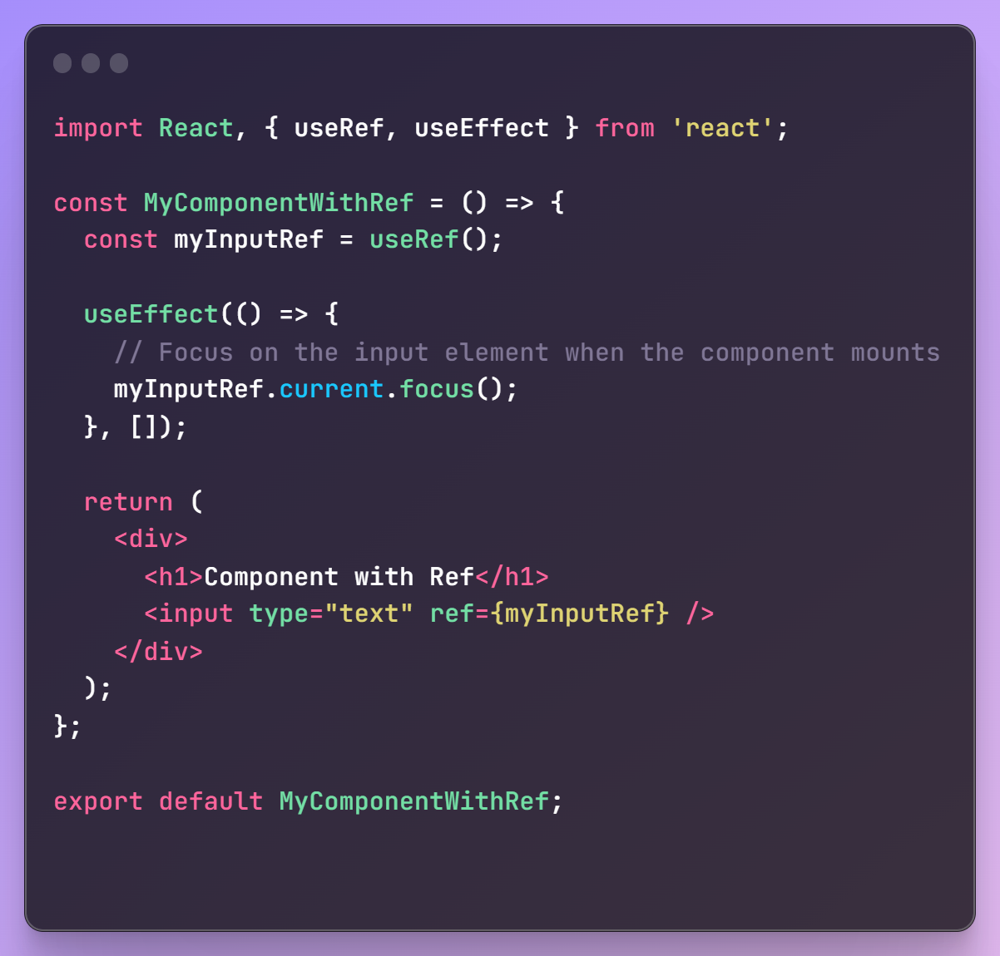 import React, { useRef, useEffect } from 'react';

const MyComponentWithRef = () => {
  const myInputRef = useRef();

  useEffect(() => {
    // Focus on the input element when the component mounts
    myInputRef.current.focus();
  }, []);

  return (
    <div>
      <h1>Component with Ref</h1>
      <input type="text" ref={myInputRef} />
    </div>
  );
};

export default MyComponentWithRef;